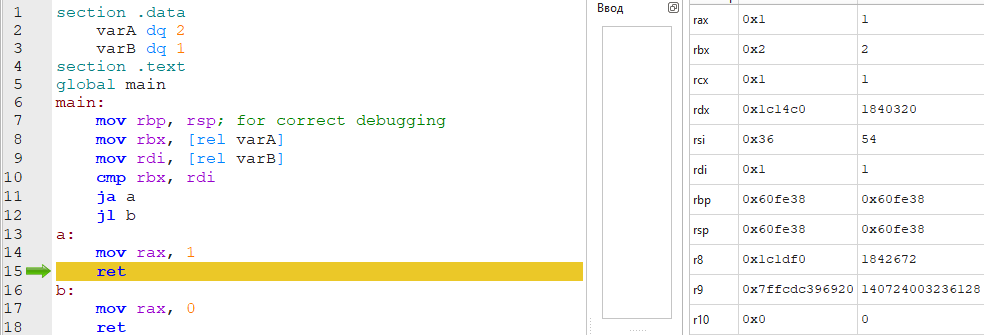 1 section .data
2 varA dq 2
3 varB dq 1
4 section .text
5 global main
6 main:
7 mov rbp, rsp; for correct debugging
8 mov rbx, [rel varA]
9 mov rdi, [rel varB]
10 cmp rbx, rdi
11 ja a
12 jl b
13 a:
14 mov rax, 1
15 ret
16 b:
17 mov rax, 0
18 ret
Ввод
rax 0x1 1
rbx 0x2 2
rcx 0x1 1
rdx 0x1c14c0 1840320
rsi 0x36 54
rdi 0x1 1
rbp 0x60fe38 0x60fe38
rsp 0x60fe38 0x60fe38
r8 0x1c1df0 1842672
r9 0x7ffcdc396920 140724003236128
r10 0x0 0